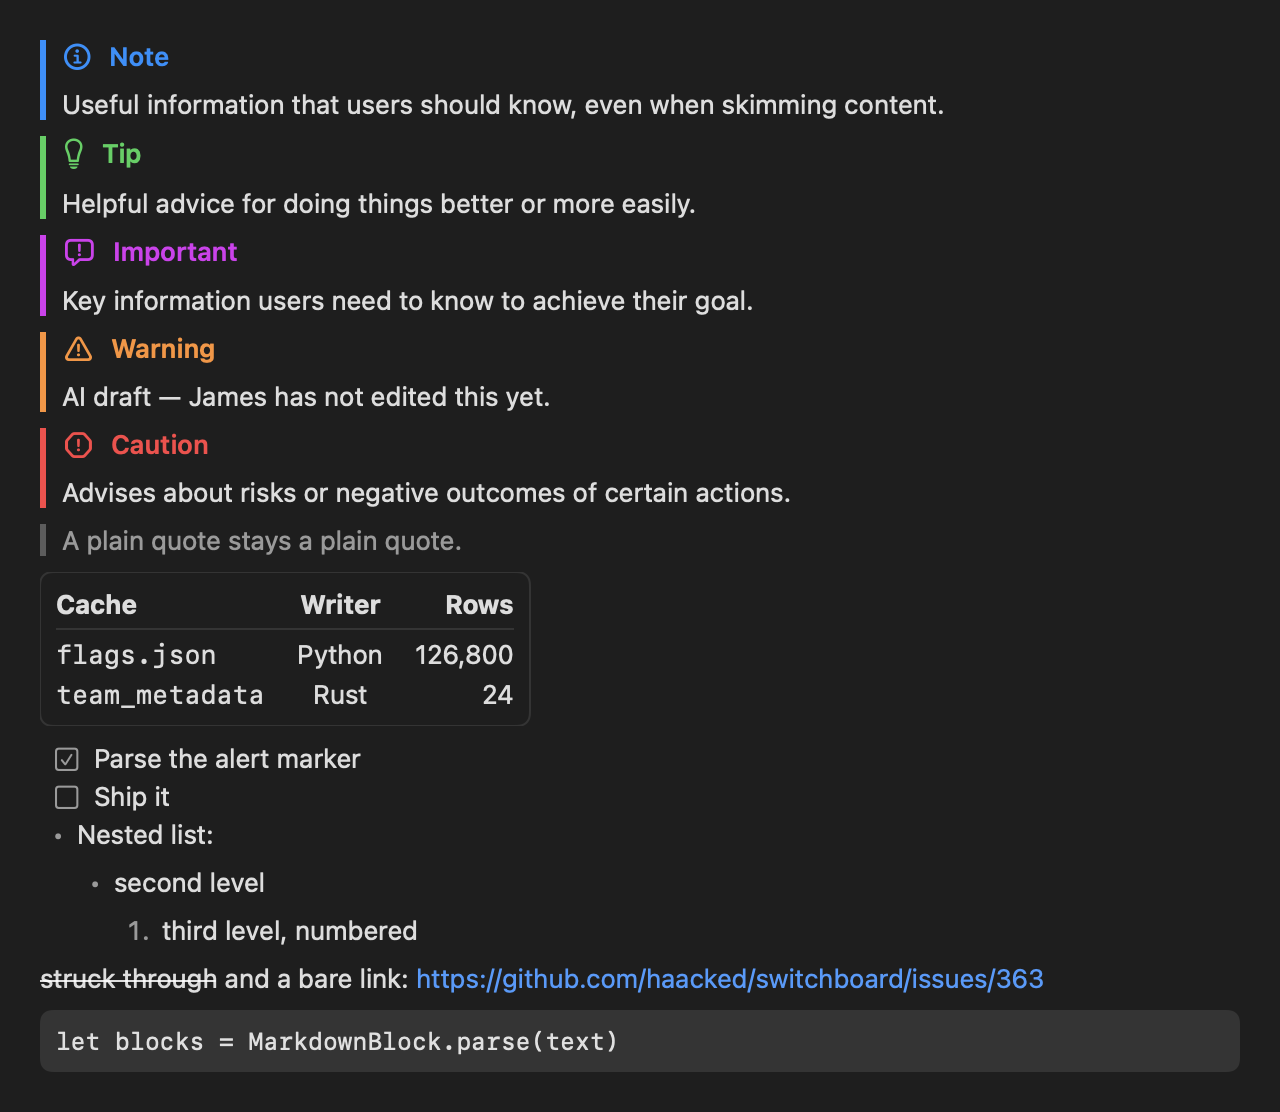 Note
Useful information that users should know, even when skimming content.
Tip
Helpful advice for doing things better or more easily.
Important
Key information users need to know to achieve their goal.
Warning
AI draft — James has not edited this yet.
Caution
Advises about risks or negative outcomes of certain actions.
A plain quote stays a plain quote.
Cache Writer Rows
flags.json Python 126,800
team_metadata Rust 24
Parse the alert marker
Ship it
• Nested list:
• second level
1. third level, numbered
struck through and a bare link: https://github.com/haacked/switchboard/issues/363
let blocks = MarkdownBlock.parse(text)